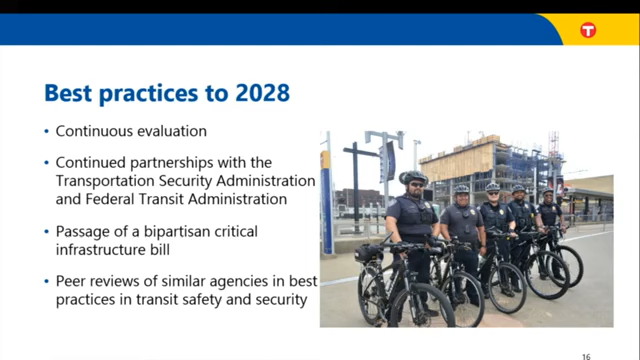 T
Best practices to 2028
• Continuous evaluation
• Continued partnerships with the
Transportation Security Administration
and Federal Transit Administration
• Passage of a bipartisan critical
infrastructure bill
• Peer reviews of similar agencies in best
practices in transit safety and security
16